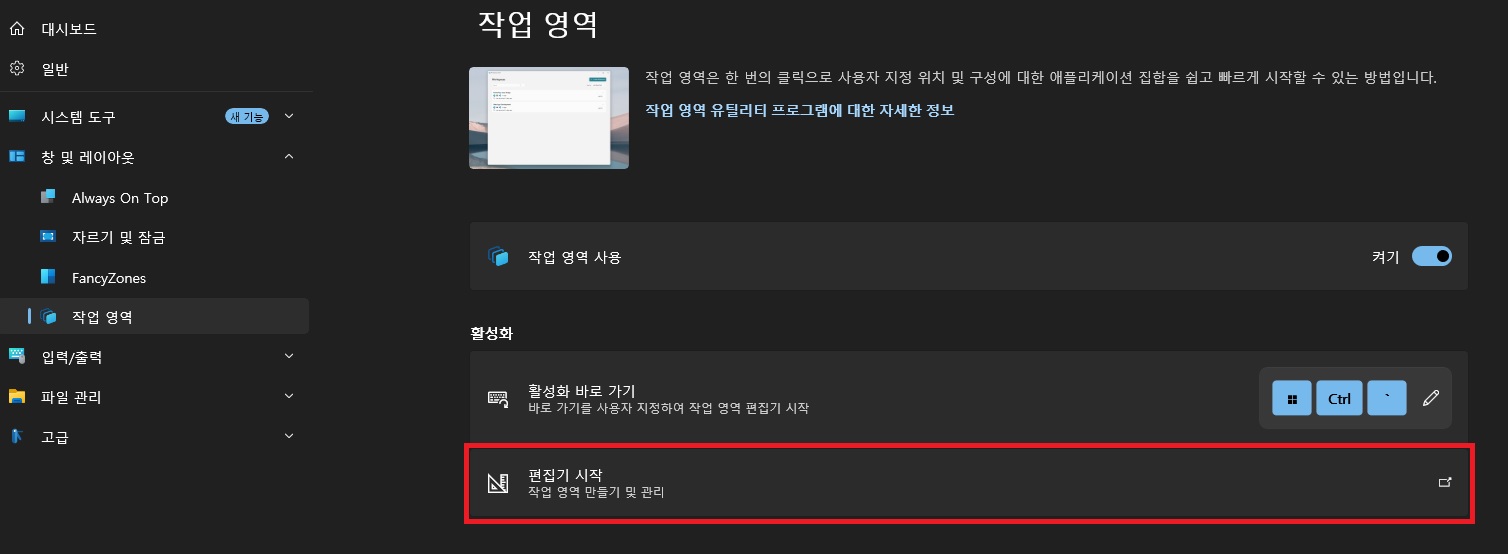 작업 영역
대시보드
일반
시스템 도구
새 기능
창 및 레이아웃
Always On Top
자르기 및 잠금
FancyZones
작업 영역
입력/출력
파일 관리
고급
작업 영역은 한 번의 클릭으로 사용자 지정 위치 및 구성에 대한 애플리케이션 집합을 쉽고 빠르게 시작할 수 있는 방법입니다.
작업 영역 유틸리티 프로그램에 대한 자세한 정보
작업 영역 사용
켜기
활성화
활성화 바로 가기
바로 가기를 사용자 지정하여 작업 영역 편집기 시작
Ctrl
`
편집기 시작
작업 영역 만들기 및 관리